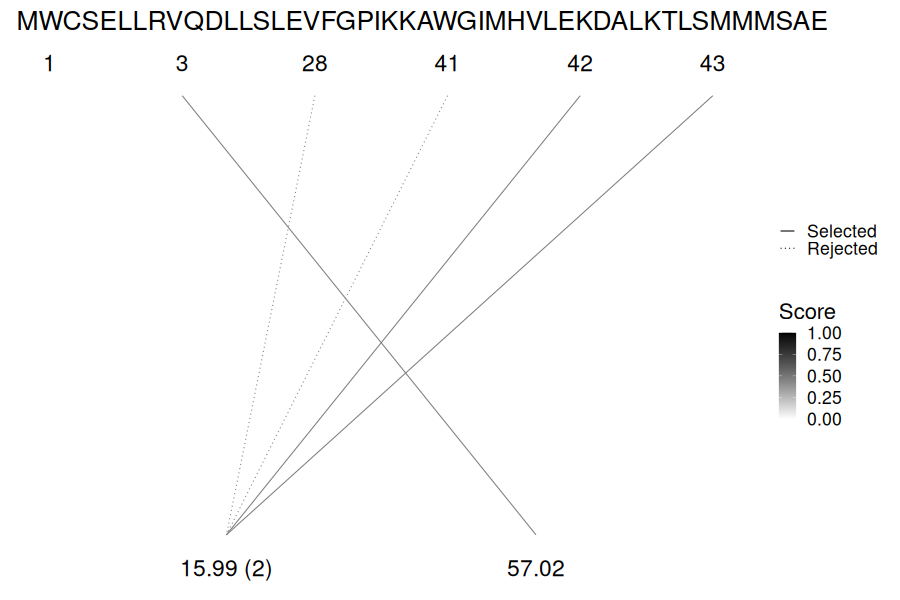 MWCSELLRVQDLLSLEVFGPIKKAWGIMHVLEKDALKTLSMMMSAE
1 3 28 41 42 43
Selected
Rejected
Score
1.00
0.75
0.50
0.25
0.00
15.99 (2) 57.02